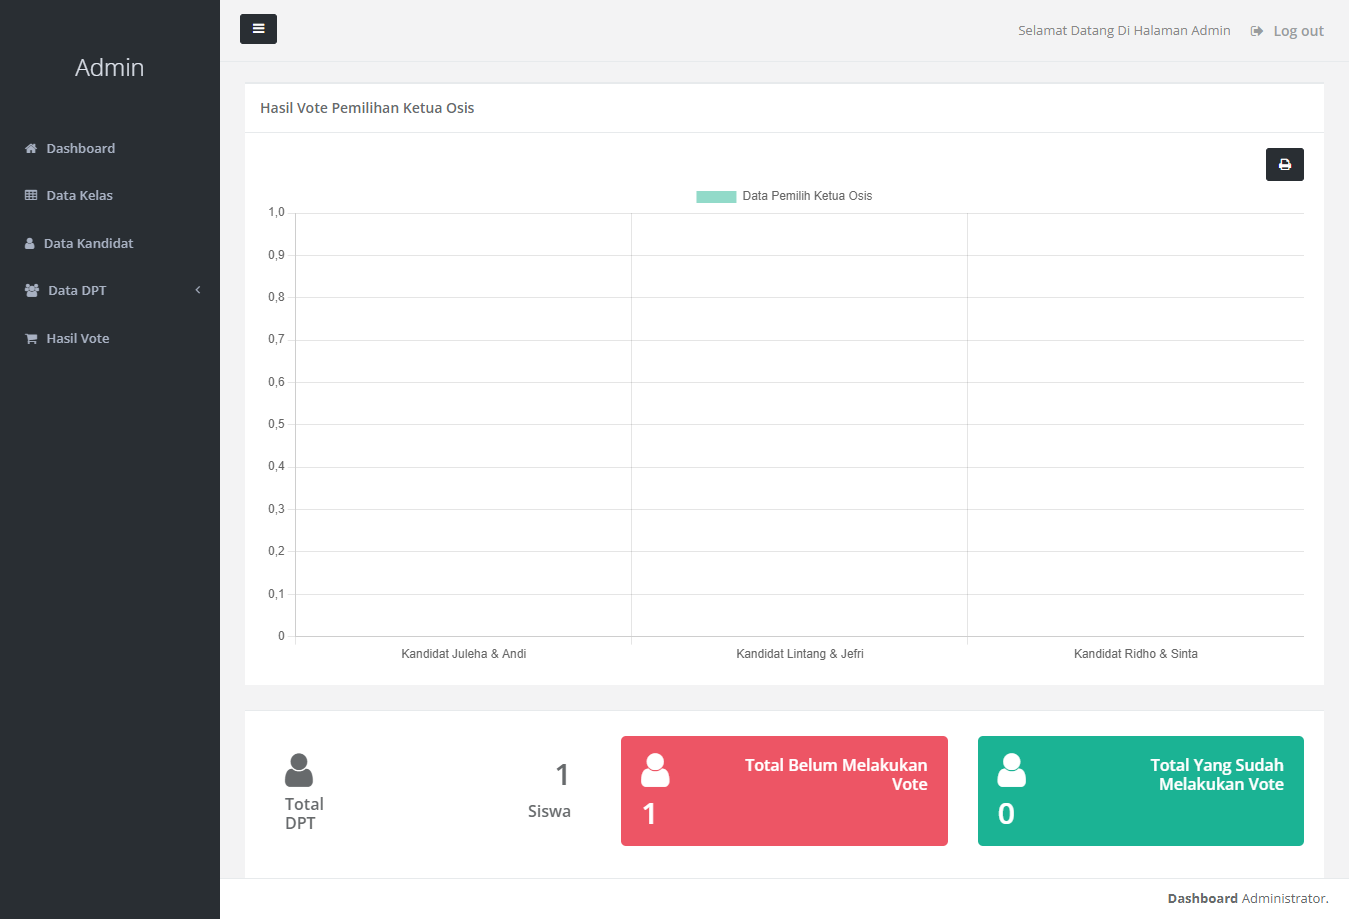 Admin
Dashboard
Data Kelas
Data Kandidat
Data DPT
Hasil Vote
Selamat Datang Di Halaman Admin
Log out
Hasil Vote Pemilihan Ketua Osis
Data Pemilih Ketua Osis
1,0
0,9
0,8
0,7
0,6
0,5
0,4
0,3
0,2
0,1
0
Kandidat Juleha & Andi
Kandidat Lintang & Jefri
Kandidat Ridho & Sinta
Total
DPT
1
Siswa
Total Belum Melakukan
Vote
1
Total Yang Sudah
Melakukan Vote
0
Dashboard Administrator.